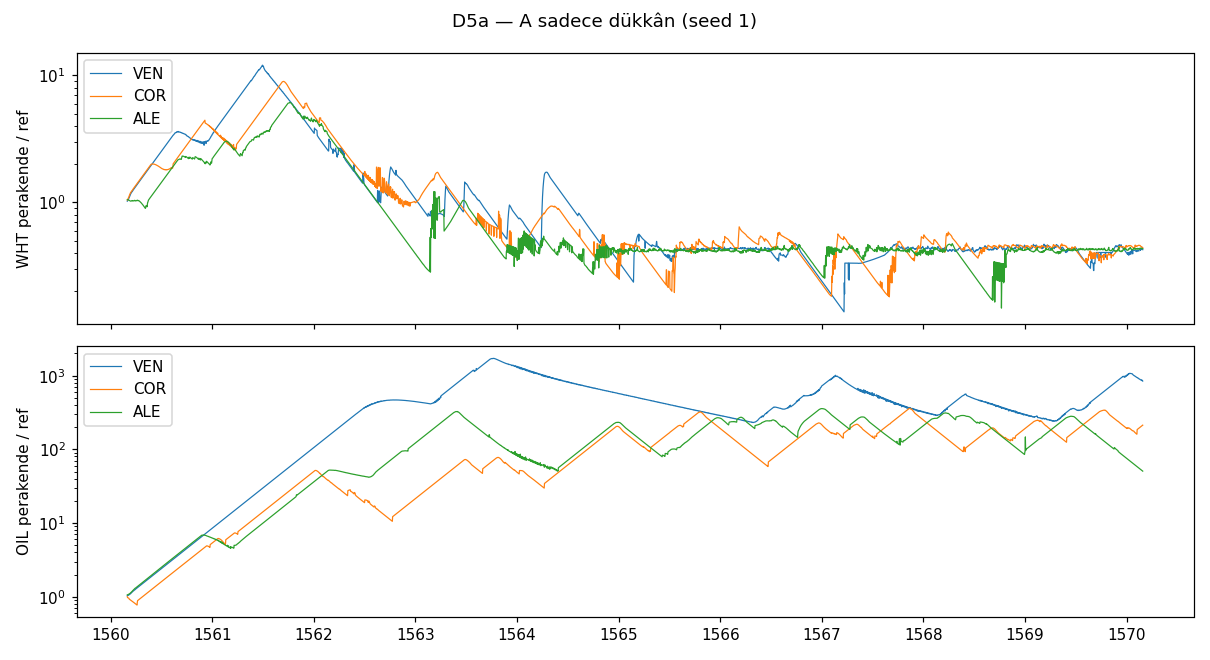 D5a — A sadece dükkân (seed 1)
WHT perakende / ref
10¹
10⁰
VEN
COR
ALE
OIL perakende / ref
10³
10²
10¹
10⁰
VEN
COR
ALE
1560 1561 1562 1563 1564 1565 1566 1567 1568 1569 1570